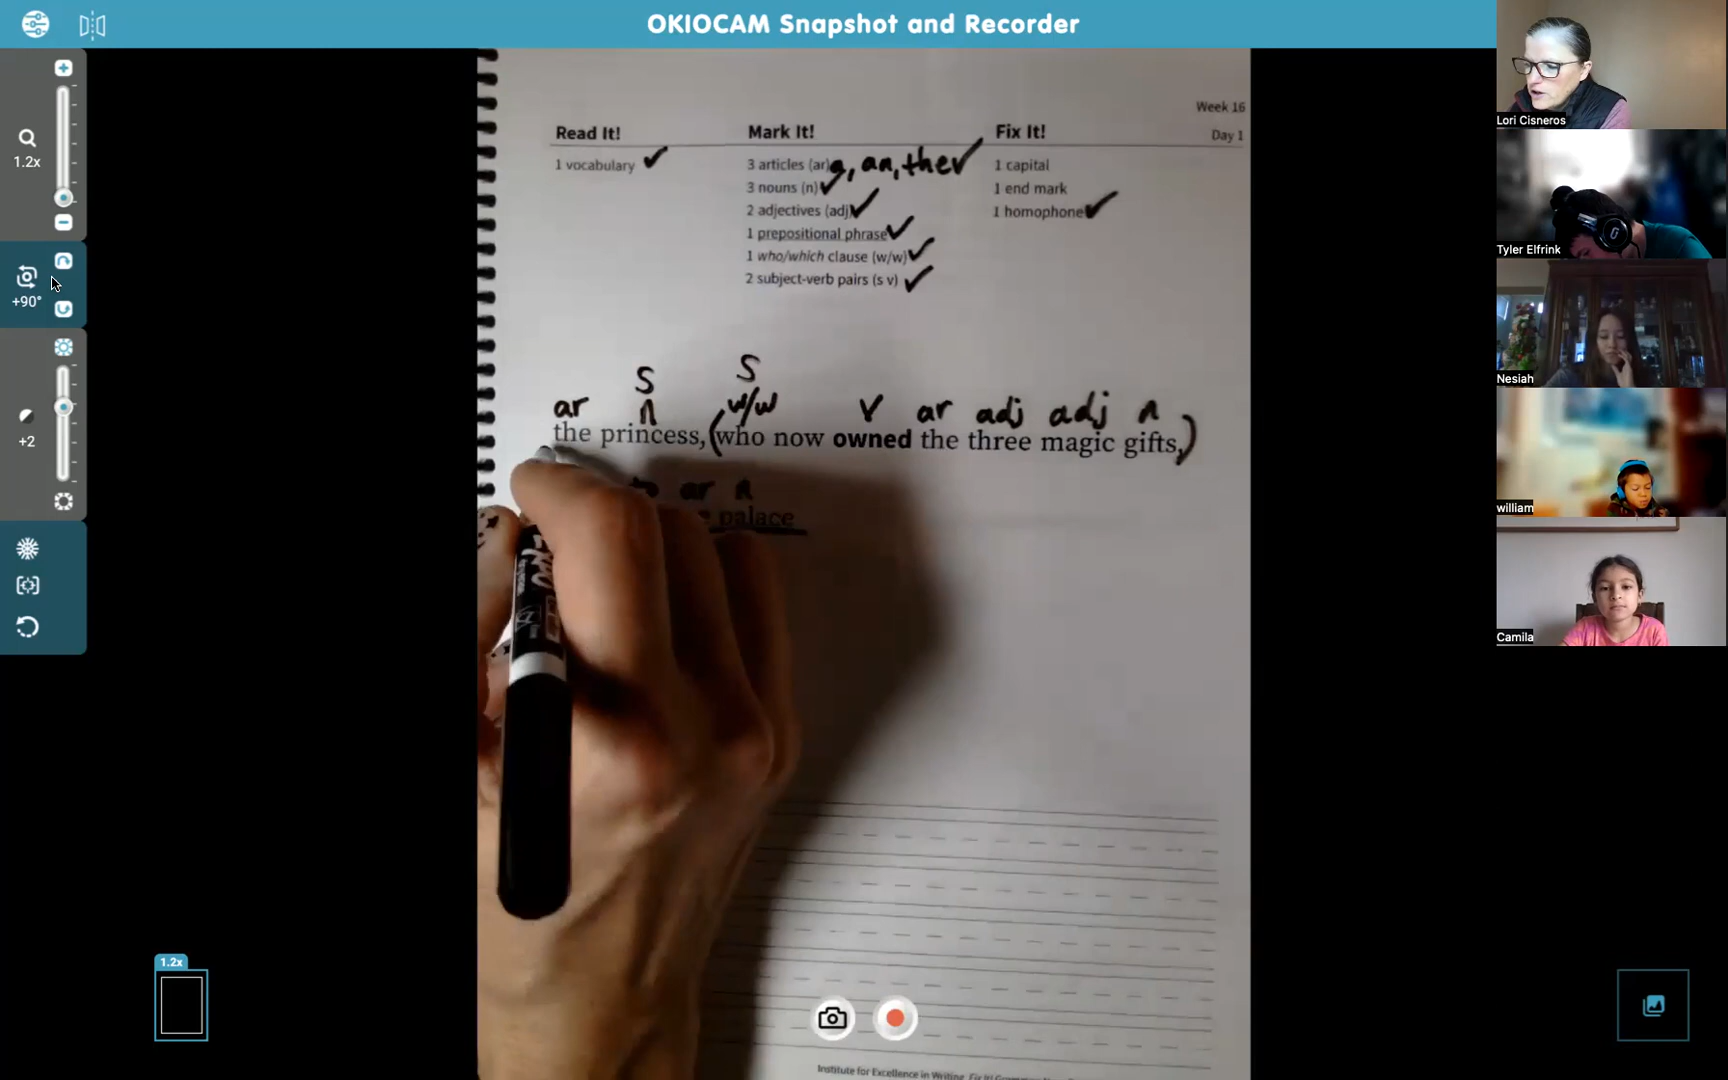 OKIOCAM Snapshot and Recorder
1.2x
+90°
+2
Week 16
Day 1
Read It!
1 vocabulary ✓
Mark It!
3 articles (ar) a, an, the ✓
3 nouns (n) ✓
2 adjectives (adj) ✓
1 prepositional phrase ✓
1 who/which clause (w/w) ✓
2 subject-verb pairs (s v) ✓
Fix It!
1 capital
1 end mark
1 homophone ✓
S S
ar n w/w v ar adj adj n
the princess, (who now owned the three magic gifts,)
ar n
palace
1.2x
Institute for Excellence in Writing,
Lori Cisneros
Tyler Elfrink
Nesiah
william
Camila